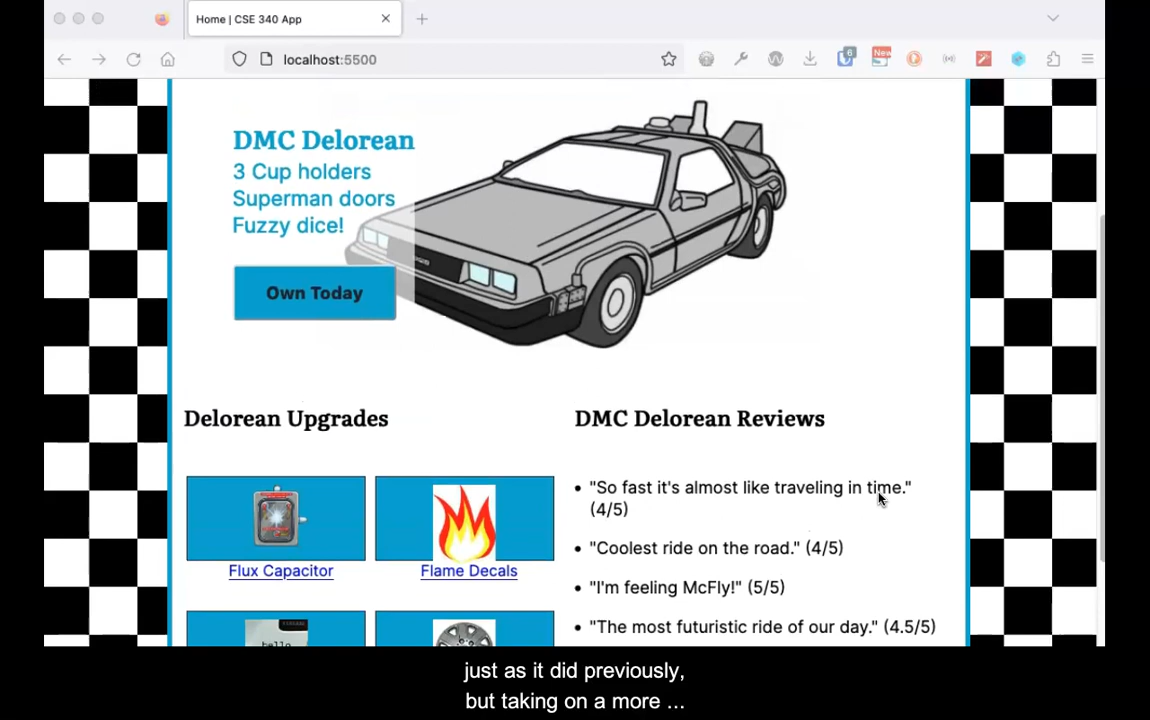 Home | CSE 340 App
localhost:5500
6
New
DMC Delorean
3 Cup holders
Superman doors
Fuzzy dice!
Own Today
Delorean Upgrades
DMC Delorean Reviews
"So fast it's almost like traveling in time."
(4/5)
"Coolest ride on the road." (4/5)
Flux Capacitor
Flame Decals
"I'm feeling McFly!" (5/5)
"The most futuristic ride of our day." (4.5/5)
hello
just as it did previously,
but taking on a more ...